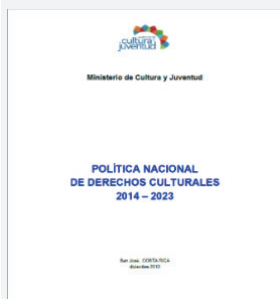 cultura
juventud
Ministerio de Cultura y Juventud
POLÍTICA NACIONAL
DE DERECHOS CULTURALES
2014 – 2023
San José, COSTA RICA
diciembre 2013